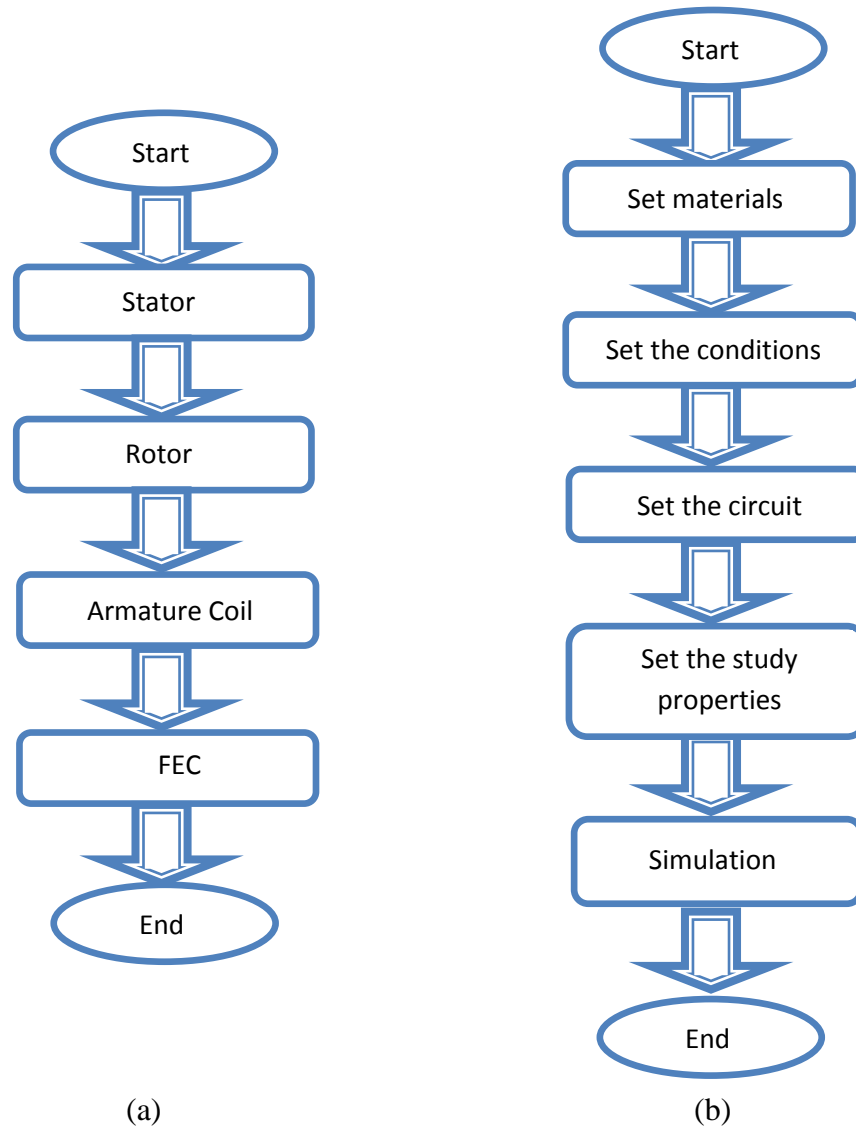 Start
Stator
Rotor
Armature Coil
FEC
End
(a)
Start
Set materials
Set the conditions
Set the circuit
Set the study
properties
Simulation
End
(b)